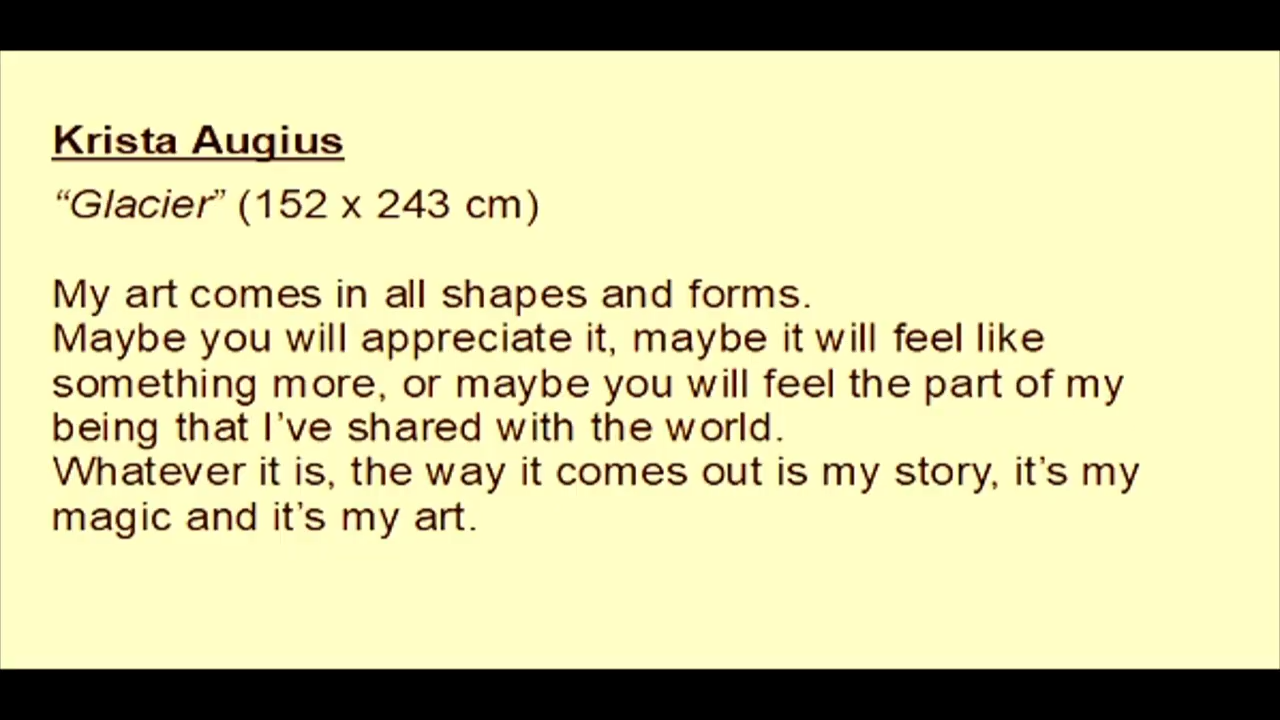 Krista Augius
“Glacier” (152 x 243 cm)
My art comes in all shapes and forms.
Maybe you will appreciate it, maybe it will feel like
something more, or maybe you will feel the part of my
being that I’ve shared with the world.
Whatever it is, the way it comes out is my story, it’s my
magic and it’s my art.